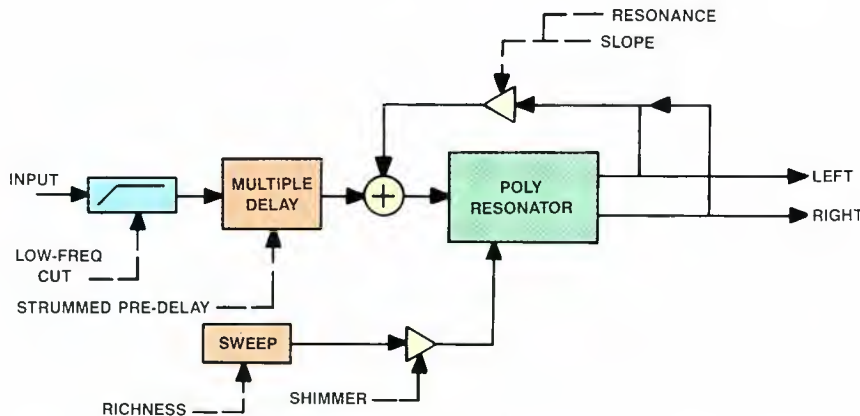 RESONANCE
SLOPE
INPUT
MULTIPLE
DELAY
+
POLY
RESONATOR
LEFT
RIGHT
LOW-FREQ
CUT
STRUMMED PRE-DELAY
SWEEP
SHIMMER
RICHNESS